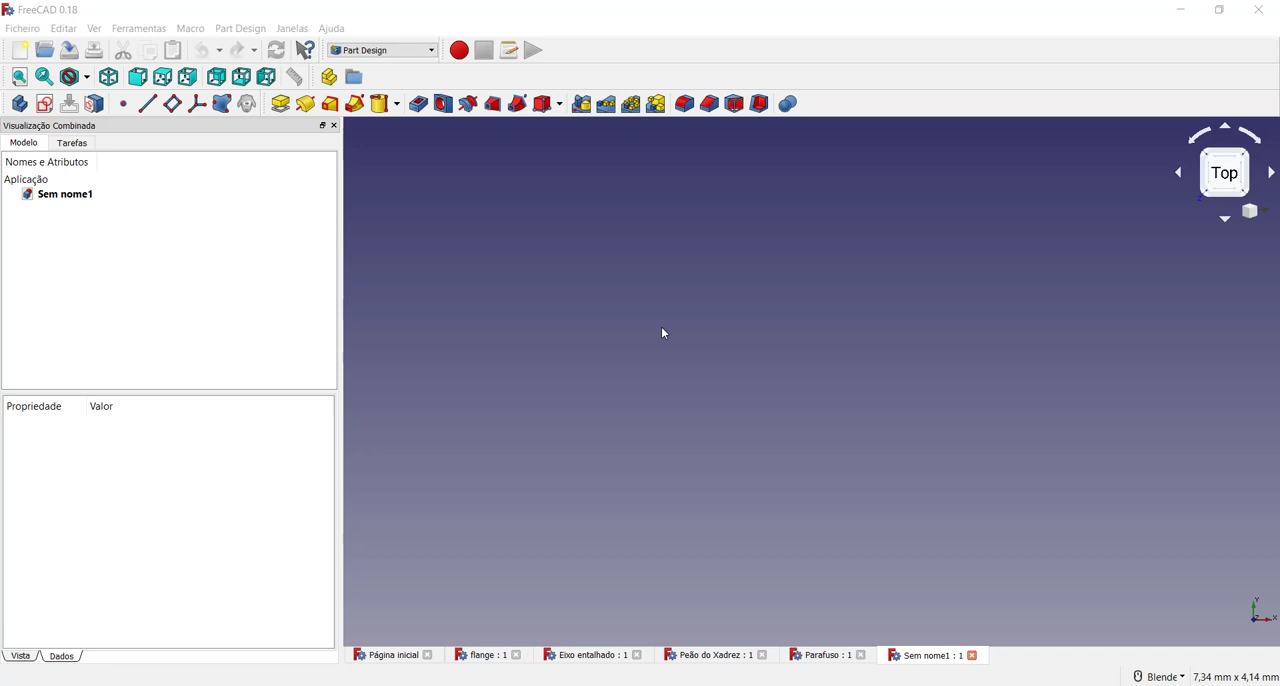 FreeCAD 0.18
Ficheiro Editar Ver Ferramentas Macro Part Design Janelas Ajuda
Part Design
Visualização Combinada
Modelo Tarefas
Nomes e Atributos
Aplicação
Sem nome1
Top
Z
Propriedade Valor
Y
Z X
Vista Dados
Página inicial flange : 1 Eixo entalhado : 1 Peão do Xadrez : 1 Parafuso : 1 Sem nome1 : 1
Blende 7,34 mm x 4,14 mm